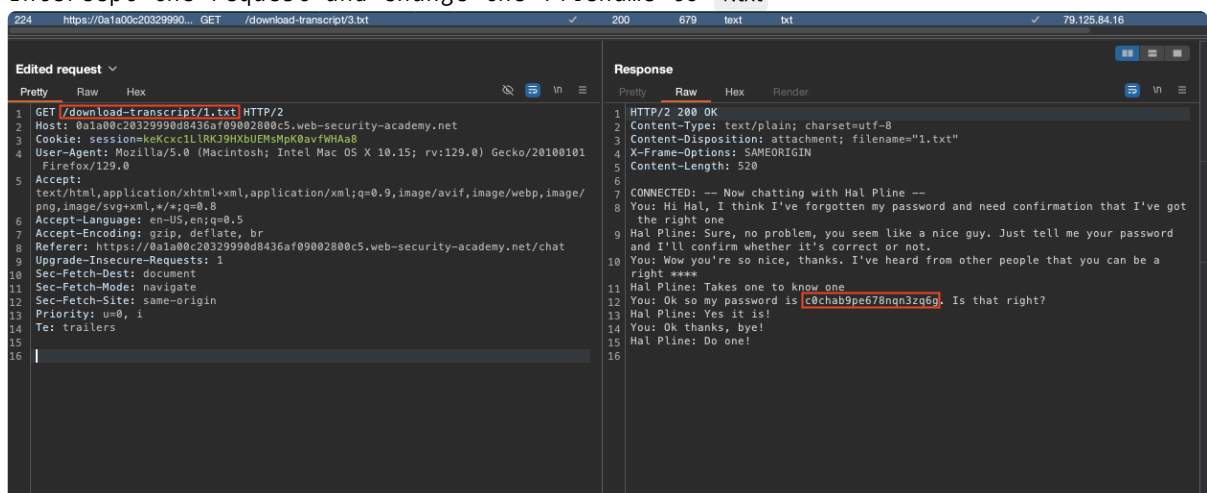 224 https://0a1a00c20329990... GET /download-transcript/3.txt ✓ 200 679 text txt ✓ 79.125.84.16
Edited request
Pretty Raw Hex
\n
1 GET /download-transcript/1.txt HTTP/2
2 Host: 0a1a00c20329990d8436af09002800c5.web-security-academy.net
3 Cookie: session=keKcxc1LlRKJ9HXbUEMsMpK0avfWHAa8
4 User-Agent: Mozilla/5.0 (Macintosh; Intel Mac OS X 10.15; rv:129.0) Gecko/20100101
Firefox/129.0
5 Accept:
text/html,application/xhtml+xml,application/xml;q=0.9,image/avif,image/webp,image/
png,image/svg+xml,*/*;q=0.8
6 Accept-Language: en-US,en;q=0.5
7 Accept-Encoding: gzip, deflate, br
8 Referer: https://0a1a00c20329990d8436af09002800c5.web-security-academy.net/chat
9 Upgrade-Insecure-Requests: 1
10 Sec-Fetch-Dest: document
11 Sec-Fetch-Mode: navigate
12 Sec-Fetch-Site: same-origin
13 Priority: u=0, i
14 Te: trailers
15
16
Response
Pretty Raw Hex Render
\n
1 HTTP/2 200 OK
2 Content-Type: text/plain; charset=utf-8
3 Content-Disposition: attachment; filename="1.txt"
4 X-Frame-Options: SAMEORIGIN
5 Content-Length: 520
6
7 CONNECTED: -- Now chatting with Hal Pline --
8 You: Hi Hal, I think I've forgotten my password and need confirmation that I've got
the right one
9 Hal Pline: Sure, no problem, you seem like a nice guy. Just tell me your password
and I'll confirm whether it's correct or not.
10 You: Wow you're so nice, thanks. I've heard from other people that you can be a
right ****
11 Hal Pline: Takes one to know one
12 You: Ok so my password is c0chab9pe678nqn3zq6g. Is that right?
13 Hal Pline: Yes it is!
14 You: Ok thanks, bye!
15 Hal Pline: Do one!
16